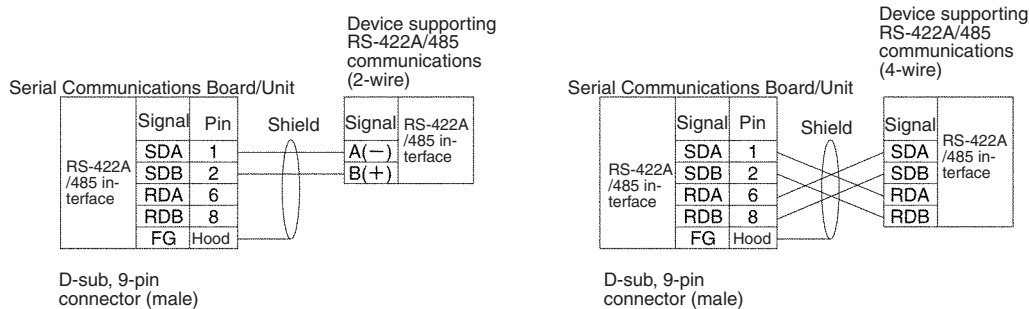 Device supporting
RS-422A/485
communications
(2-wire)
Serial Communications Board/Unit
Signal Pin Shield Signal
RS-422A
/485 in-
terface
SDA 1 A(−)
SDB 2 B(+)
RDA 6
RDB 8
FG Hood
RS-422A
/485 in-
terface
D-sub, 9-pin
connector (male)
Device supporting
RS-422A/485
communications
(4-wire)
Serial Communications Board/Unit
Signal Pin Shield Signal
RS-422A
/485 in-
terface
SDA 1 SDA
SDB 2 SDB
RDA 6 RDA
RDB 8 RDB
FG Hood
RS-422A
/485 in-
terface
D-sub, 9-pin
connector (male)